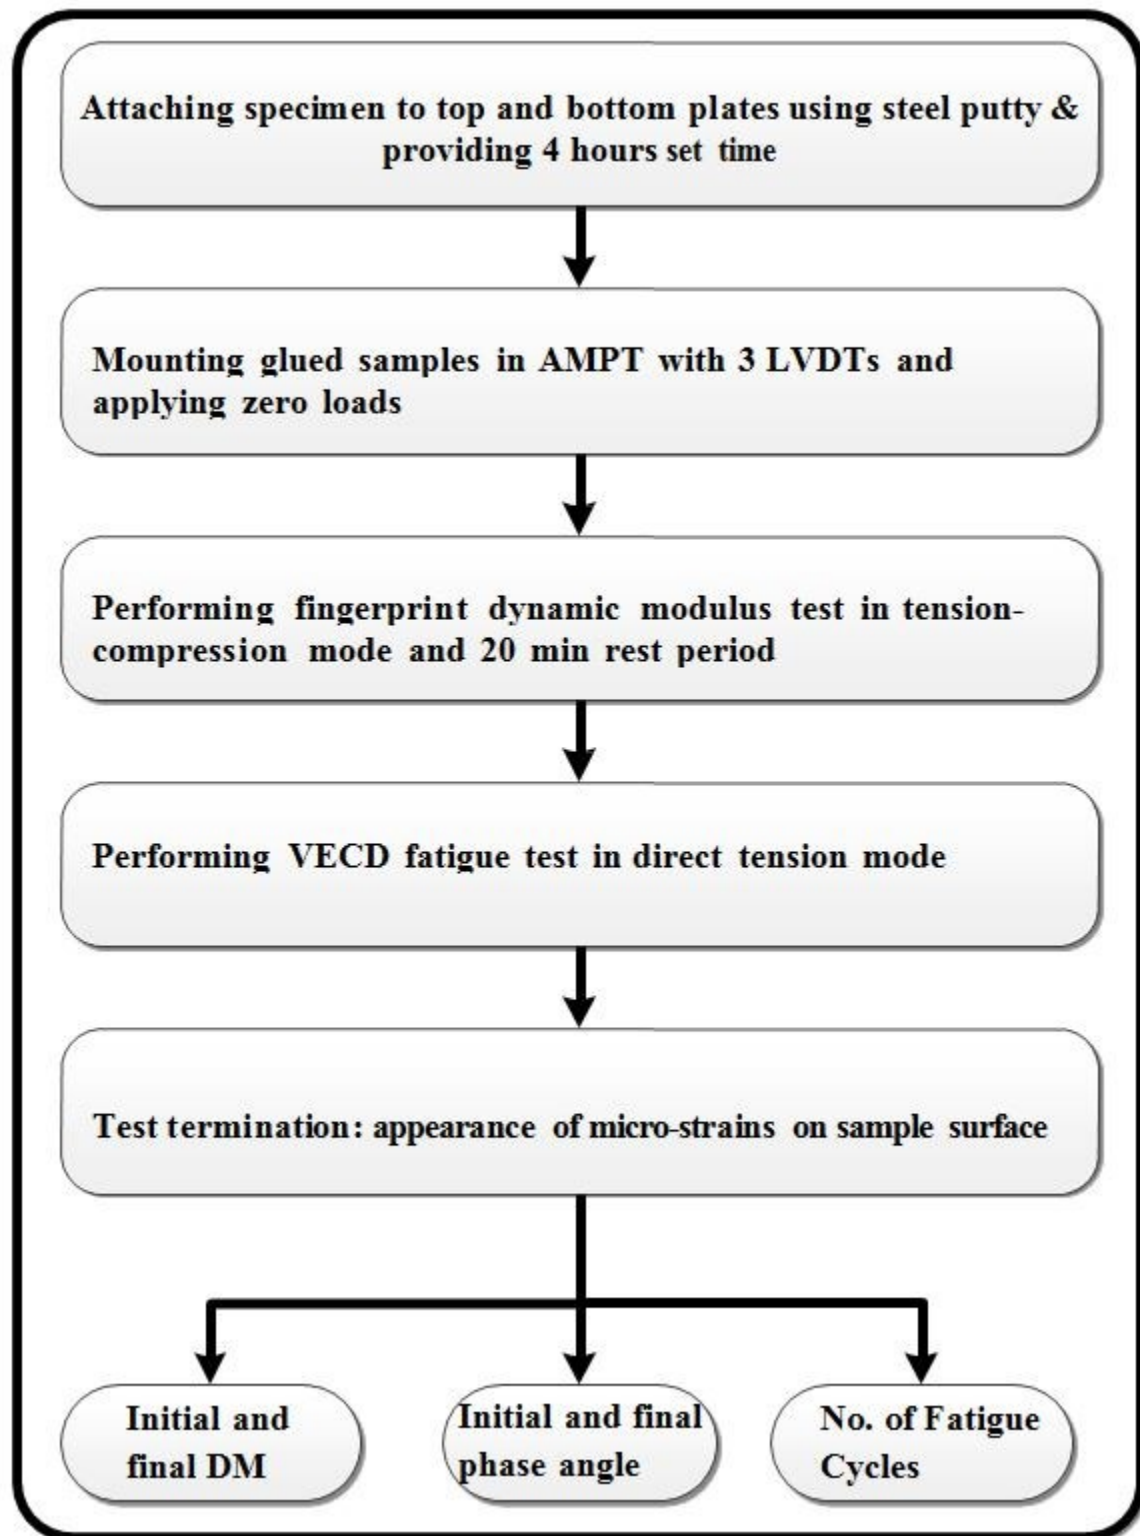 Attaching specimen to top and bottom plates using steel putty &
providing 4 hours set time
Mounting glued samples in AMPT with 3 LVDTs and
applying zero loads
Performing fingerprint dynamic modulus test in tension-
compression mode and 20 min rest period
Performing VECD fatigue test in direct tension mode
Test termination: appearance of micro-strains on sample surface
Initial and
final DM
Initial and final
phase angle
No. of Fatigue
Cycles